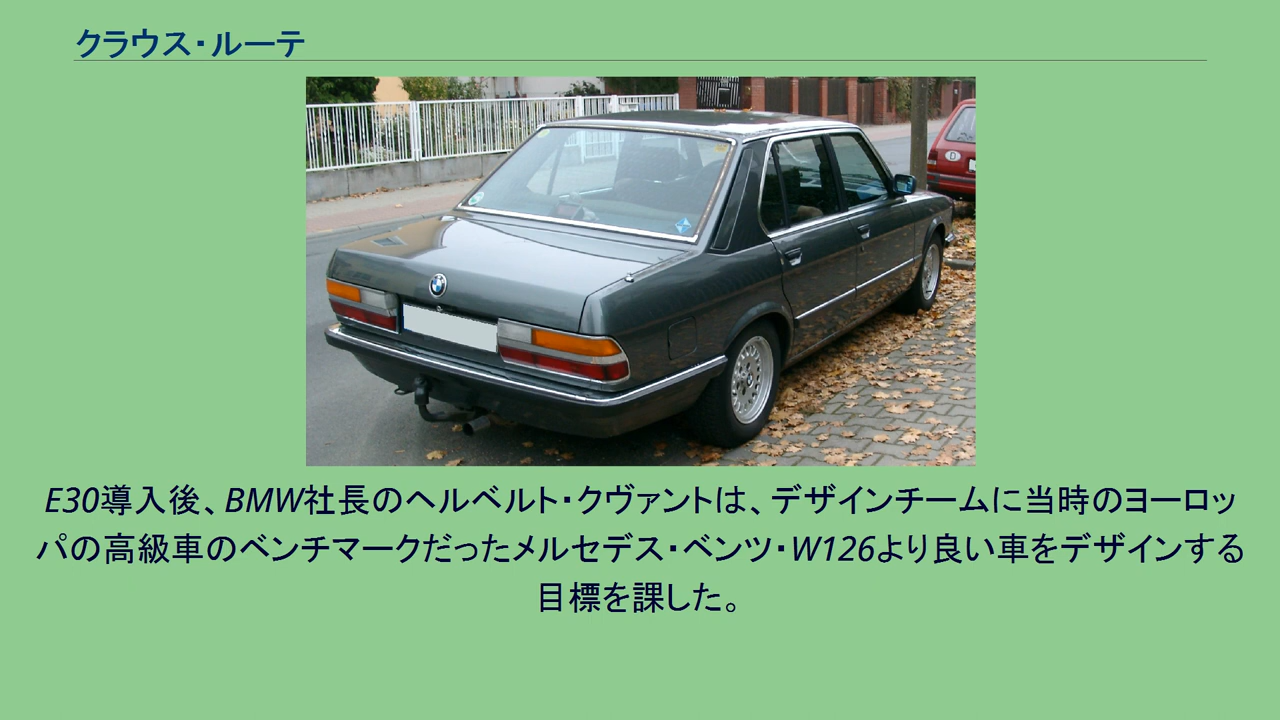 クラウス・ルーテ
E30導入後、BMW社長のヘルベルト・クヴァントは、デザインチームに当時のヨーロッ
パの高級車のベンチマークだったメルセデス・ベンツ・W126より良い車をデザインする
目標を課した。